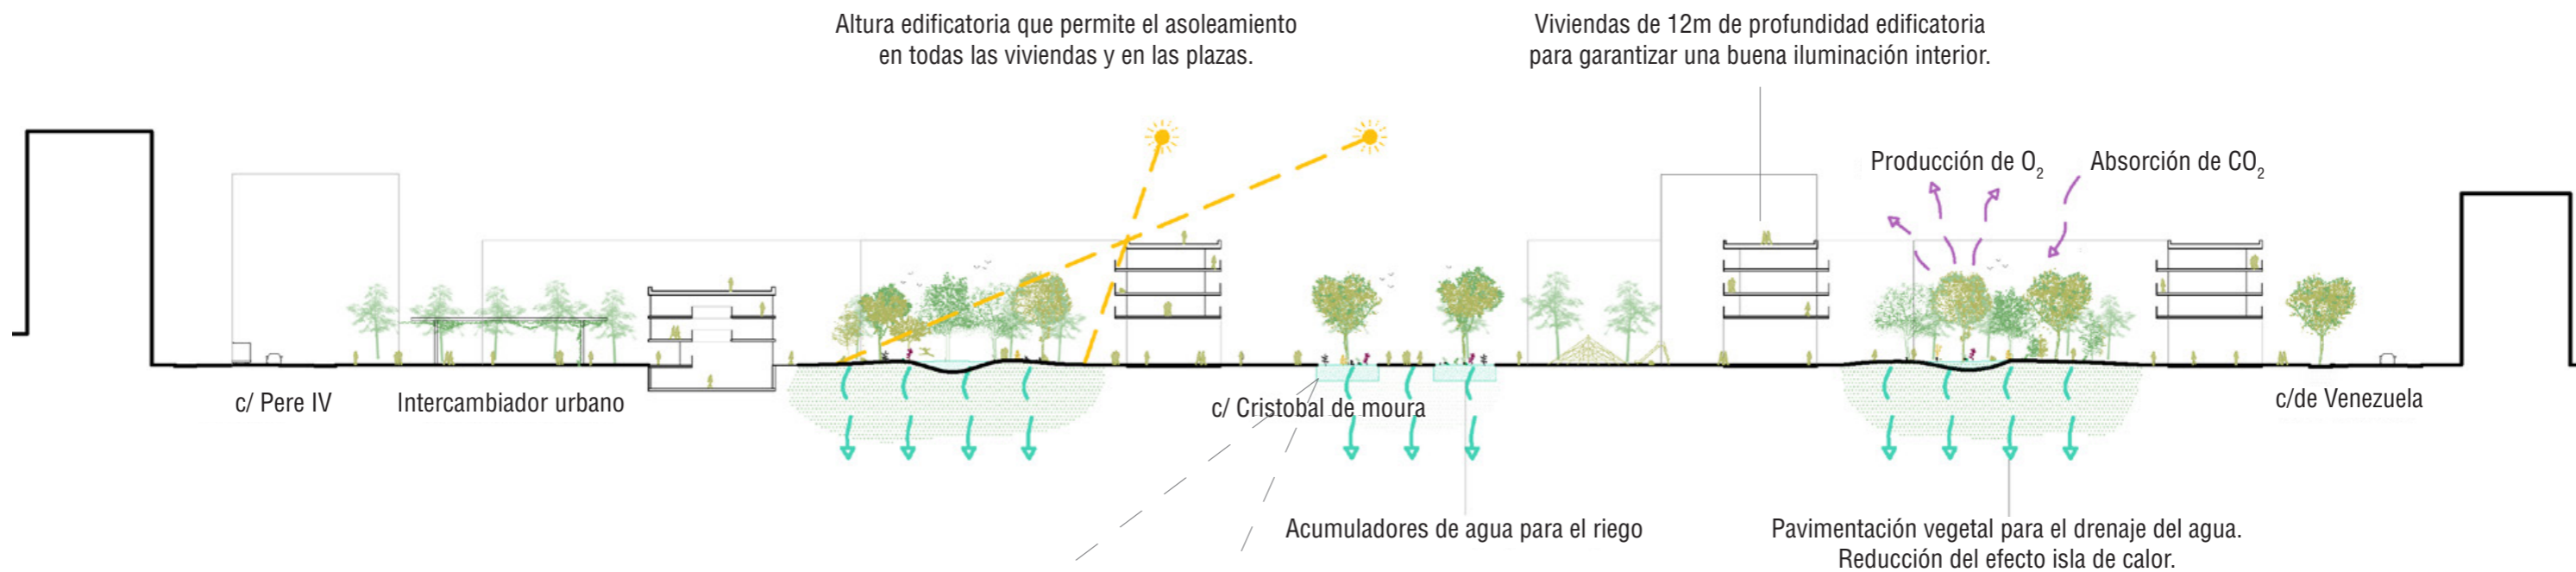 Altura edificatoria que permite el asoleamiento
en todas las viviendas y en las plazas.
Viviendas de 12m de profundidad edificatoria
para garantizar una buena iluminación interior.
Producción de O₂
Absorción de CO₂
c/ Pere IV
Intercambiador urbano
c/ Cristobal de moura
c/de Venezuela
Acumuladores de agua para el riego
Pavimentación vegetal para el drenaje del agua.
Reducción del efecto isla de calor.